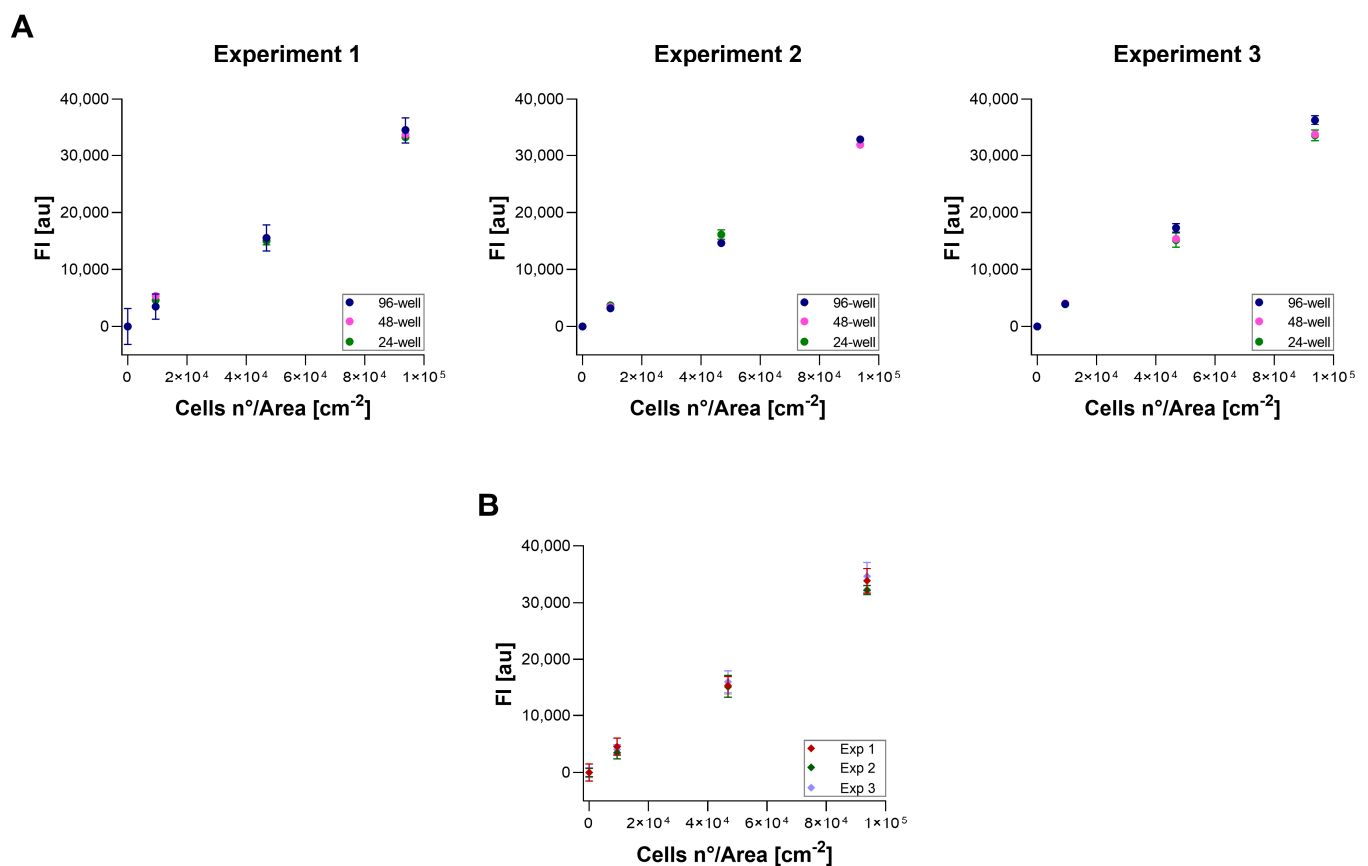 A
Experiment 1
40,000
30,000
20,000
10,000
0
FI [au]
96-well
48-well
24-well
0 2×10⁴ 4×10⁴ 6×10⁴ 8×10⁴ 1×10⁵
Cells n°/Area [cm⁻²]
Experiment 2
40,000
30,000
20,000
10,000
0
FI [au]
96-well
48-well
24-well
0 2×10⁴ 4×10⁴ 6×10⁴ 8×10⁴ 1×10⁵
Cells n°/Area [cm⁻²]
Experiment 3
40,000
30,000
20,000
10,000
0
FI [au]
96-well
48-well
24-well
0 2×10⁴ 4×10⁴ 6×10⁴ 8×10⁴ 1×10⁵
Cells n°/Area [cm⁻²]
B
40,000
30,000
20,000
10,000
0
FI [au]
Exp 1
Exp 2
Exp 3
0 2×10⁴ 4×10⁴ 6×10⁴ 8×10⁴ 1×10⁵
Cells n°/Area [cm⁻²]